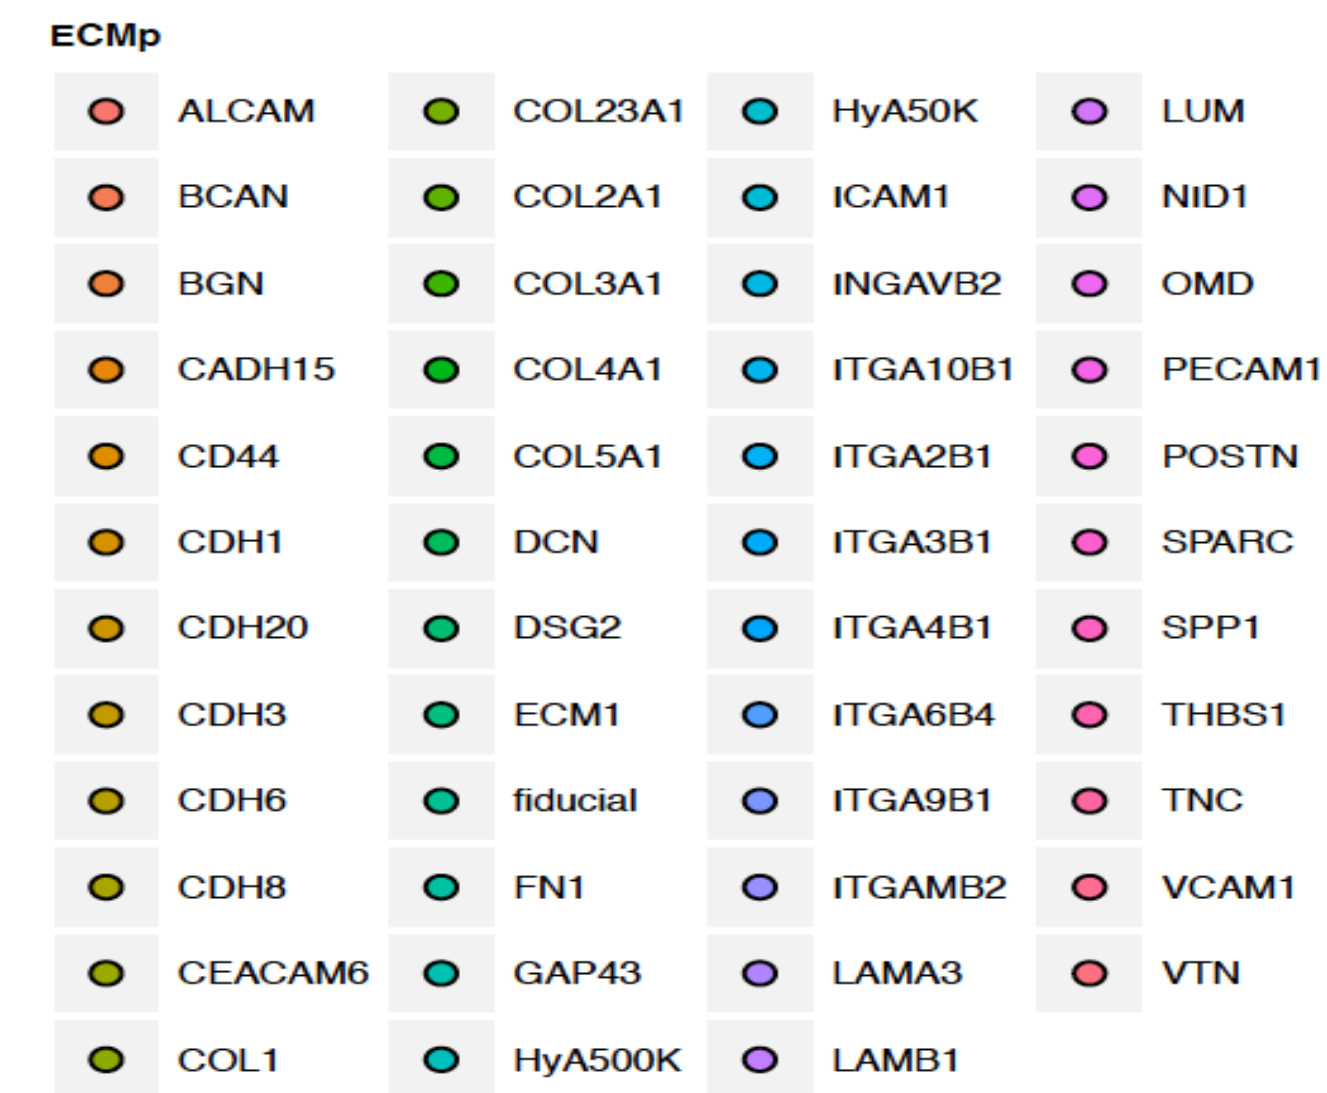 ECMp
ALCAM COL23A1 HyA50K LUM
BCAN COL2A1 ICAM1 NID1
BGN COL3A1 INGAVB2 OMD
CADH15 COL4A1 ITGA10B1 PECAM1
CD44 COL5A1 ITGA2B1 POSTN
CDH1 DCN ITGA3B1 SPARC
CDH20 DSG2 ITGA4B1 SPP1
CDH3 ECM1 ITGA6B4 THBS1
CDH6 fiducial ITGA9B1 TNC
CDH8 FN1 ITGAMB2 VCAM1
CEACAM6 GAP43 LAMA3 VTN
COL1 HyA500K LAMB1